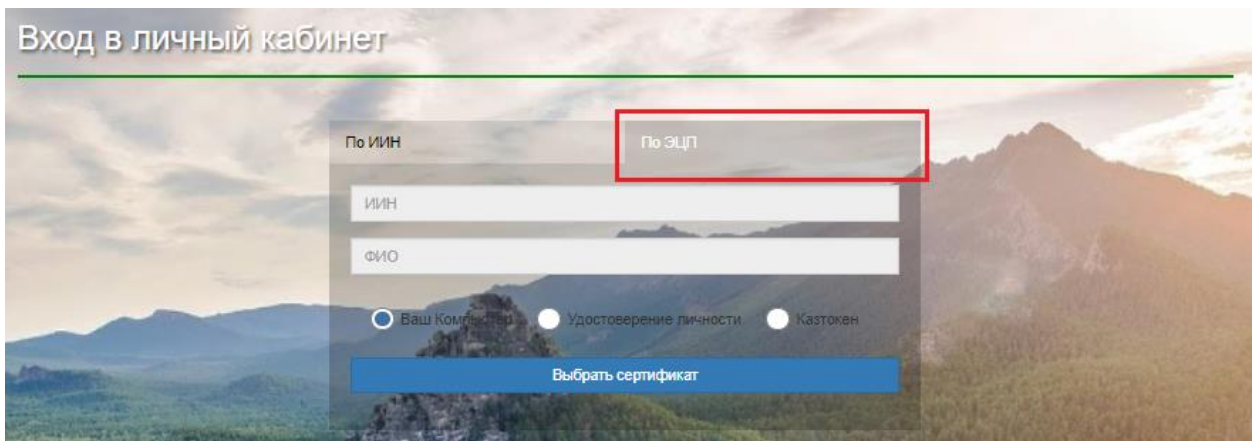 Вход в личный кабинет
По ИИН По ЭЦП
ИИН
ФИО
Ваш Компьютер Удостоверение личности Казтокен
Выбрать сертификат